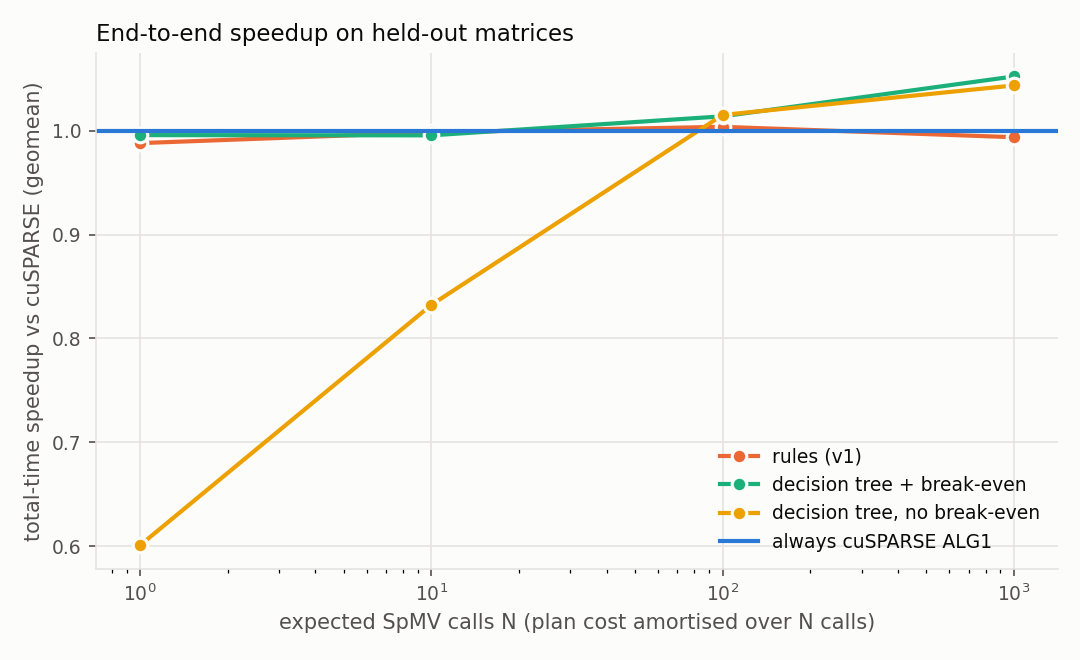 End-to-end speedup on held-out matrices
total-time speedup vs cuSPARSE (geomean)
1.0
0.9
0.8
0.7
0.6
rules (v1)
decision tree + break-even
decision tree, no break-even
always cuSPARSE ALG1
10⁰ 10¹ 10² 10³
expected SpMV calls N (plan cost amortised over N calls)